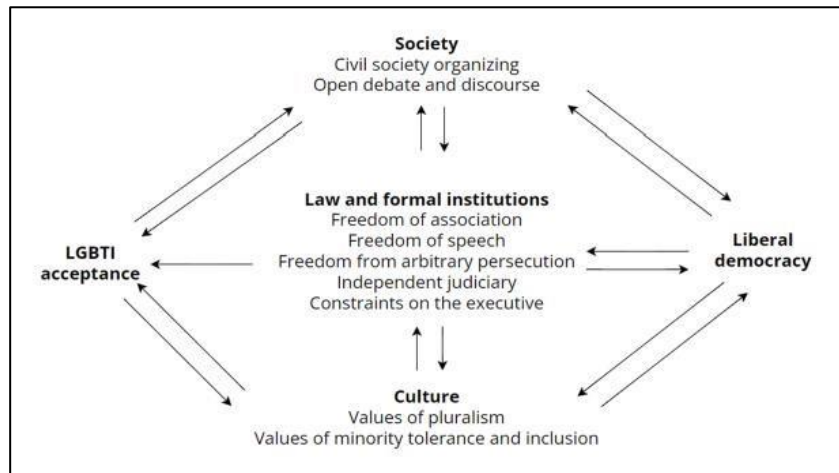 Society
Civil society organizing
Open debate and discourse
Law and formal institutions
Freedom of association
Freedom of speech
Freedom from arbitrary persecution
Independent judiciary
Constraints on the executive
LGBTI
acceptance
Liberal
democracy
Culture
Values of pluralism
Values of minority tolerance and inclusion